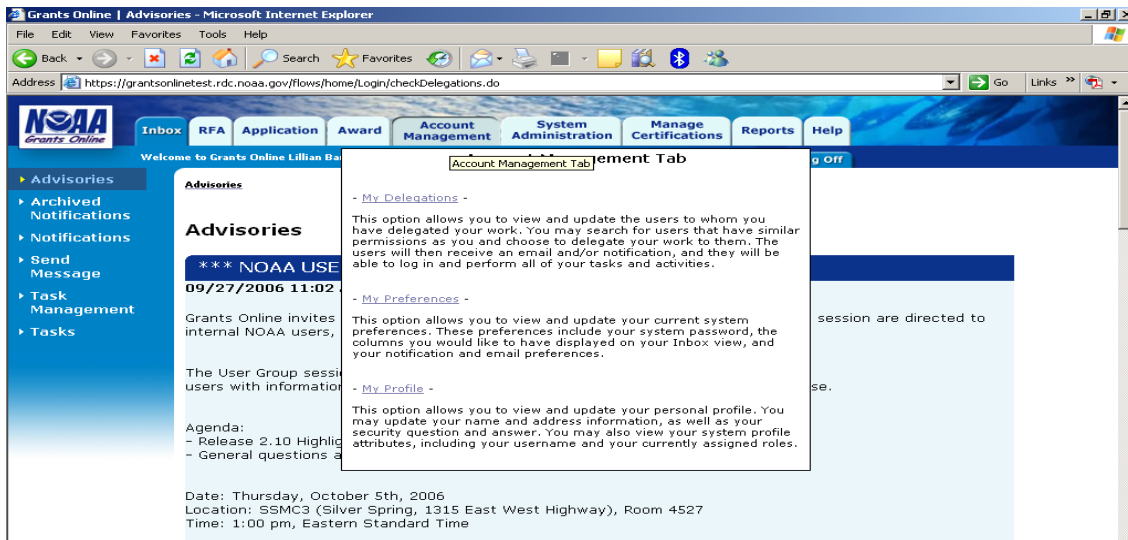 Grants Online | Advisories - Microsoft Internet Explorer
File Edit View Favorites Tools Help
Back Search Favorites
Address https://grantsonlinetest.rdc.noaa.gov/flows/home/Login/checkDelegations.do Go Links »
NOAA
Grants Online
Inbox RFA Application Award Account Management System Administration Manage Certifications Reports Help
Welcome to Grants Online Lillian g Off
Account Management Tab
ment Tab
Advisories
Archived
Notifications
Notifications
Send
Message
Task
Management
Tasks
Advisories
Advisories
*** NOAA USE
09/27/2006 11:02
Grants Online invites session are directed to
internal NOAA users,
The User Group
users with se.
Agenda:
- Release 2.10
- General questions
Date: Thursday, October 5th, 2006
Location: SSMC3 (Silver Spring, 1315 East West Highway), Room 4527
Time: 1:00 pm, Eastern Standard Time
- My Delegations -
This option allows you to view and update the users to whom you
have delegated your work. You may search for users that have similar
permissions as you and choose to delegate your work to them. The
users will then receive an email and/or notification, and they will be
able to log in and perform all of your tasks and activities.
- My Preferences -
This option allows you to view and update your current system
preferences. These preferences include your system password, the
columns you would like to have displayed on your Inbox view, and
your notification and email preferences.
- My Profile -
This option allows you to view and update your personal profile. You
may update your name and address information, as well as your
security question and answer. You may also view your system profile
attributes, including your username and your currently assigned roles.